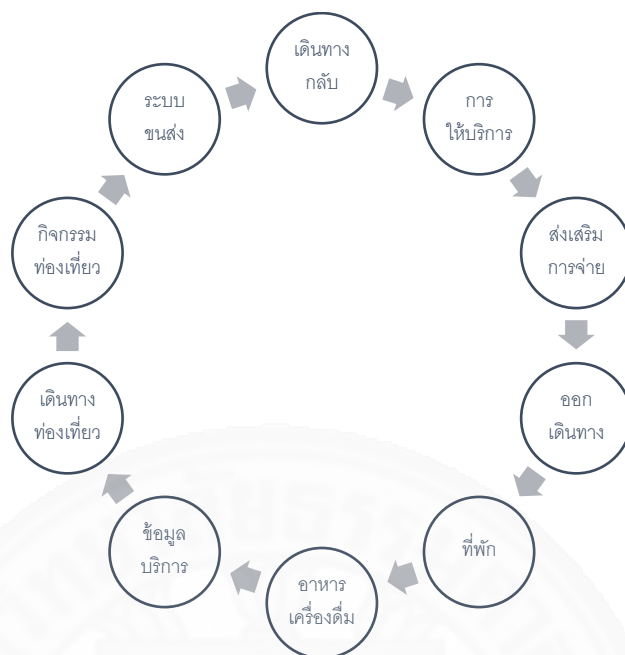 เดินทาง
กลับ
การ
ให้บริการ
ส่งเสริม
การจ่าย
ออก
เดินทาง
ที่พัก
อาหาร
เครื่องดื่ม
ข้อมูล
บริการ
เดินทาง
ท่องเที่ยว
กิจกรรม
ท่องเที่ยว
ระบบ
ขนส่ง